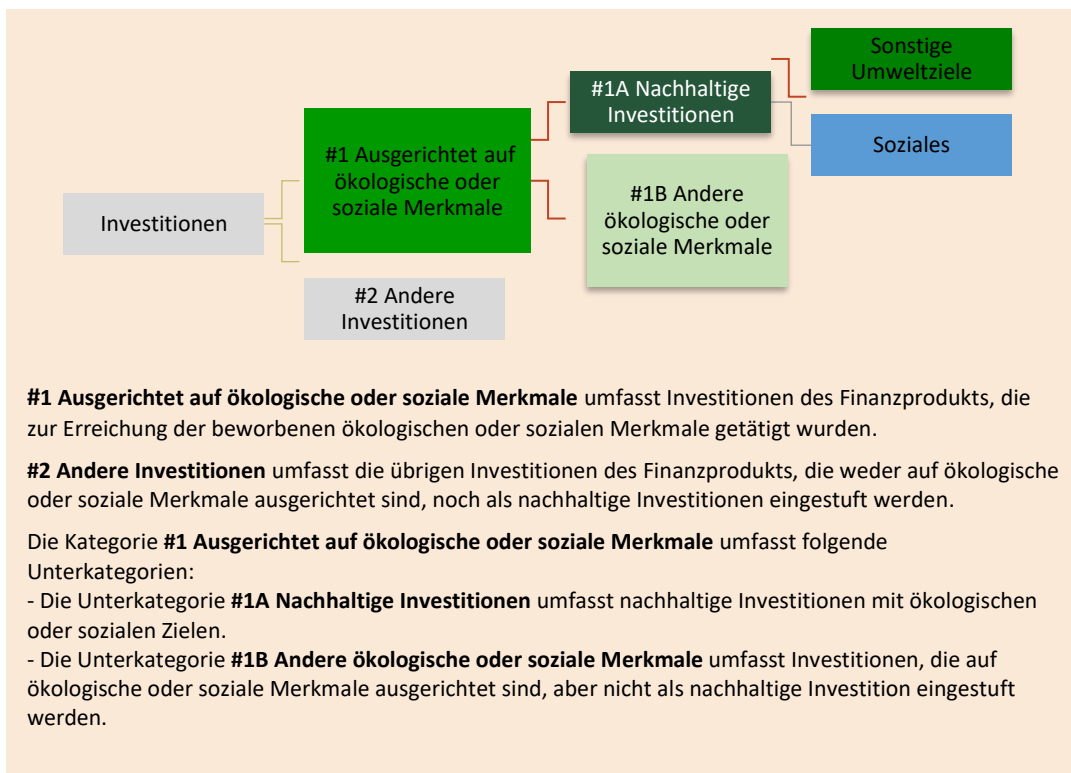 Sonstige
Umweltziele
#1A Nachhaltige
Investitionen
Soziales
#1 Ausgerichtet auf
ökologische oder
soziale Merkmale
#1B Andere
ökologische oder
soziale Merkmale
Investitionen
#2 Andere
Investitionen
#1 Ausgerichtet auf ökologische oder soziale Merkmale umfasst Investitionen des Finanzprodukts, die
zur Erreichung der beworbenen ökologischen oder sozialen Merkmale getätigt wurden.
#2 Andere Investitionen umfasst die übrigen Investitionen des Finanzprodukts, die weder auf ökologische
oder soziale Merkmale ausgerichtet sind, noch als nachhaltige Investitionen eingestuft werden.
Die Kategorie #1 Ausgerichtet auf ökologische oder soziale Merkmale umfasst folgende
Unterkategorien:
- Die Unterkategorie #1A Nachhaltige Investitionen umfasst nachhaltige Investitionen mit ökologischen
oder sozialen Zielen.
- Die Unterkategorie #1B Andere ökologische oder soziale Merkmale umfasst Investitionen, die auf
ökologische oder soziale Merkmale ausgerichtet sind, aber nicht als nachhaltige Investition eingestuft
werden.